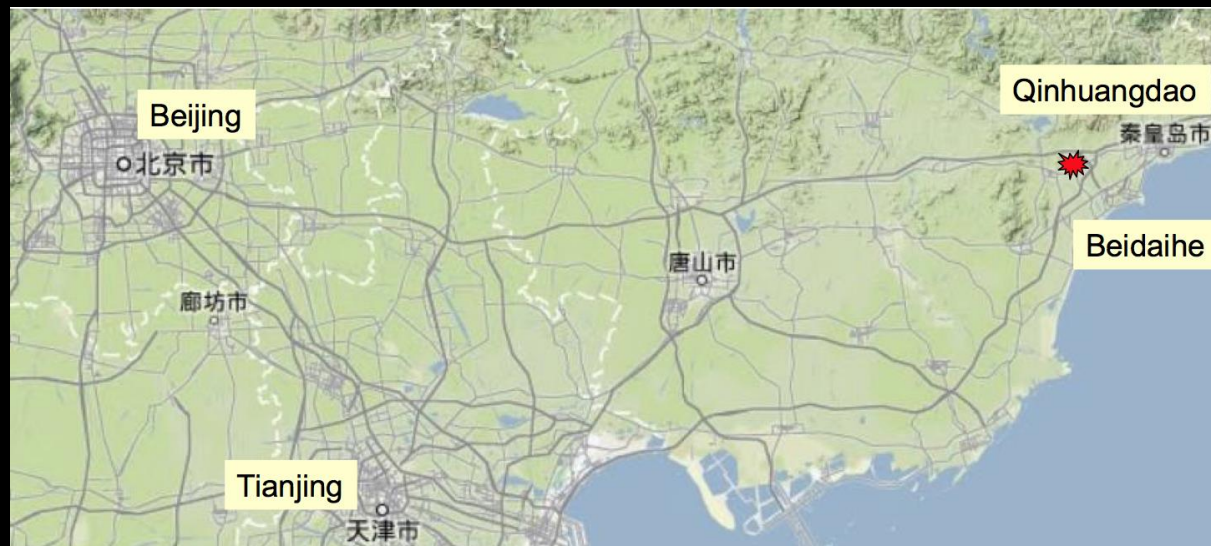 Beijing
北京市
Qinhuangdao
秦皇岛市
Beidaihe
唐山市
廊坊市
Tianjing
天津市